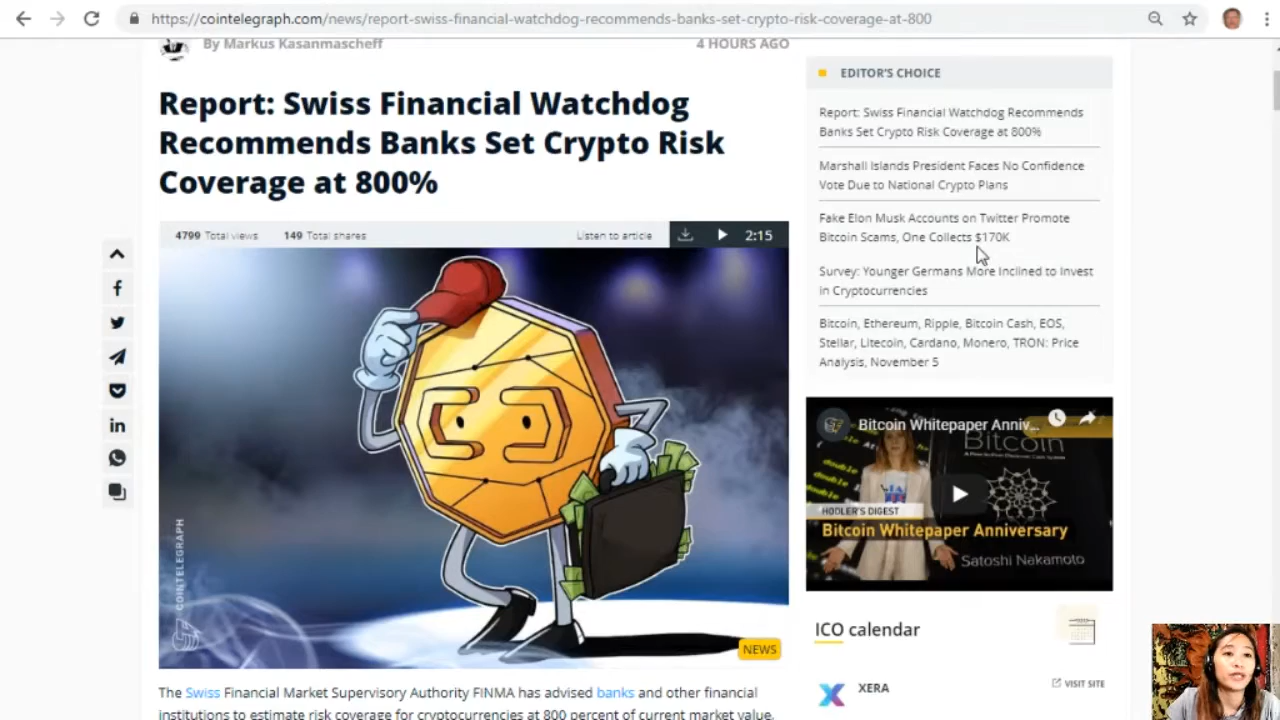 https://cointelegraph.com/news/report-swiss-financial-watchdog-recommends-banks-set-crypto-risk-coverage-at-800
By Markus Kasanmascheff
4 HOURS AGO
Report: Swiss Financial Watchdog
Recommends Banks Set Crypto Risk
Coverage at 800%
4799 Total views 149 Total shares
Listen to article
2:15
COINTELEGRAPH
NEWS
The Swiss Financial Market Supervisory Authority FINMA has advised banks and other financial
institutions to estimate risk coverage for cryptocurrencies at 800 percent of current market value,
EDITOR'S CHOICE
Report: Swiss Financial Watchdog Recommends
Banks Set Crypto Risk Coverage at 800%
Marshall Islands President Faces No Confidence
Vote Due to National Crypto Plans
Fake Elon Musk Accounts on Twitter Promote
Bitcoin Scams, One Collects $170K
Survey: Younger Germans More Inclined to Invest
in Cryptocurrencies
Bitcoin, Ethereum, Ripple, Bitcoin Cash, EOS,
Stellar, Litecoin, Cardano, Monero, TRON: Price
Analysis, November 5
Bitcoin Whitepaper Anniv...
Bitcoin
double
HODLER'S DIGEST
Bitcoin Whitepaper Anniversary
Satoshi Nakamoto
ICO calendar
XERA
VISIT SITE